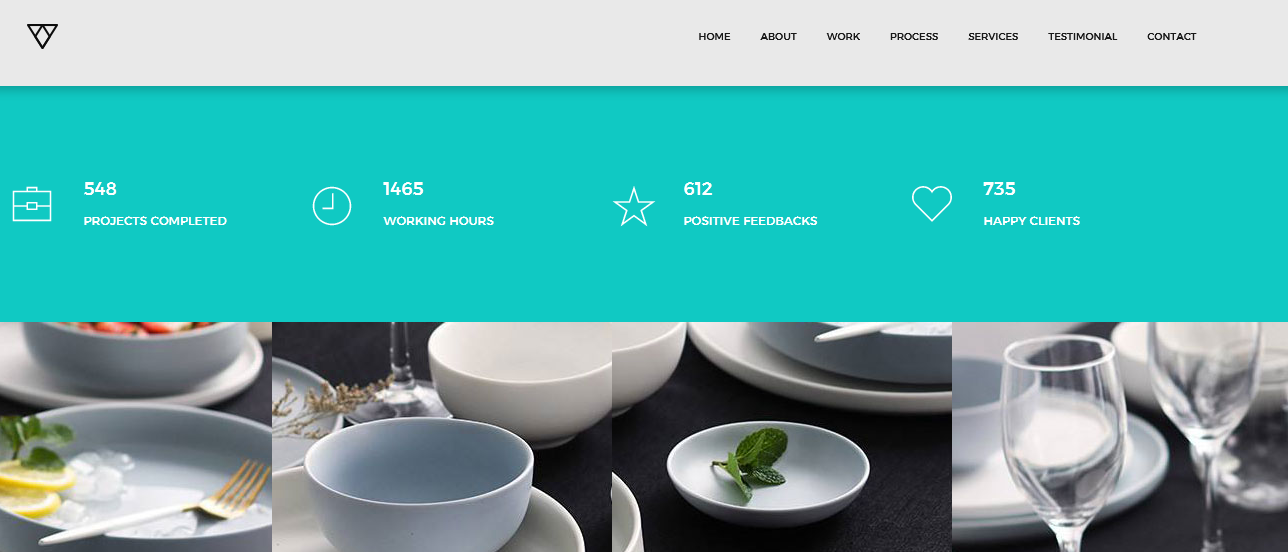 HOME ABOUT WORK PROCESS SERVICES TESTIMONIAL CONTACT
548
PROJECTS COMPLETED
1465
WORKING HOURS
612
POSITIVE FEEDBACKS
735
HAPPY CLIENTS